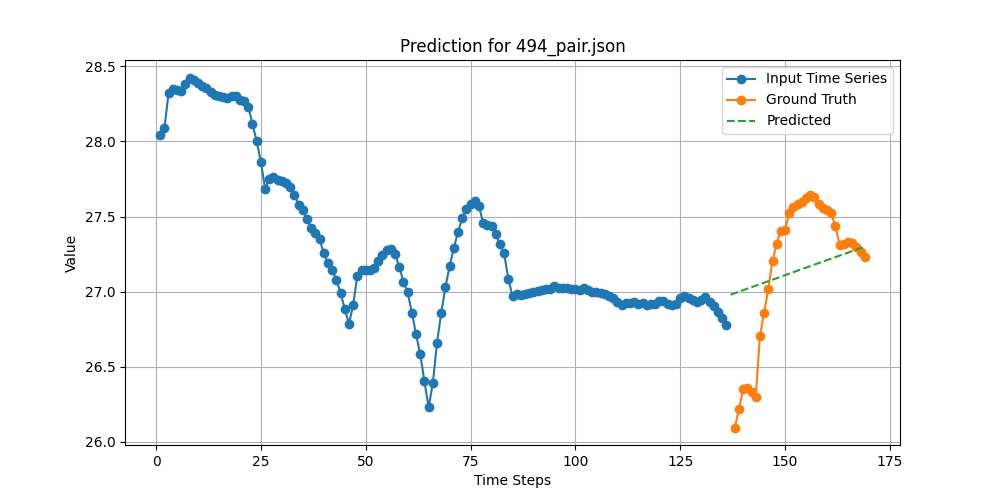 Prediction for 494_pair.json
28.5
28.0
27.5
27.0
26.5
26.0
Value
Input Time Series
Ground Truth
Predicted
0 25 50 75 100 125 150 175
Time Steps